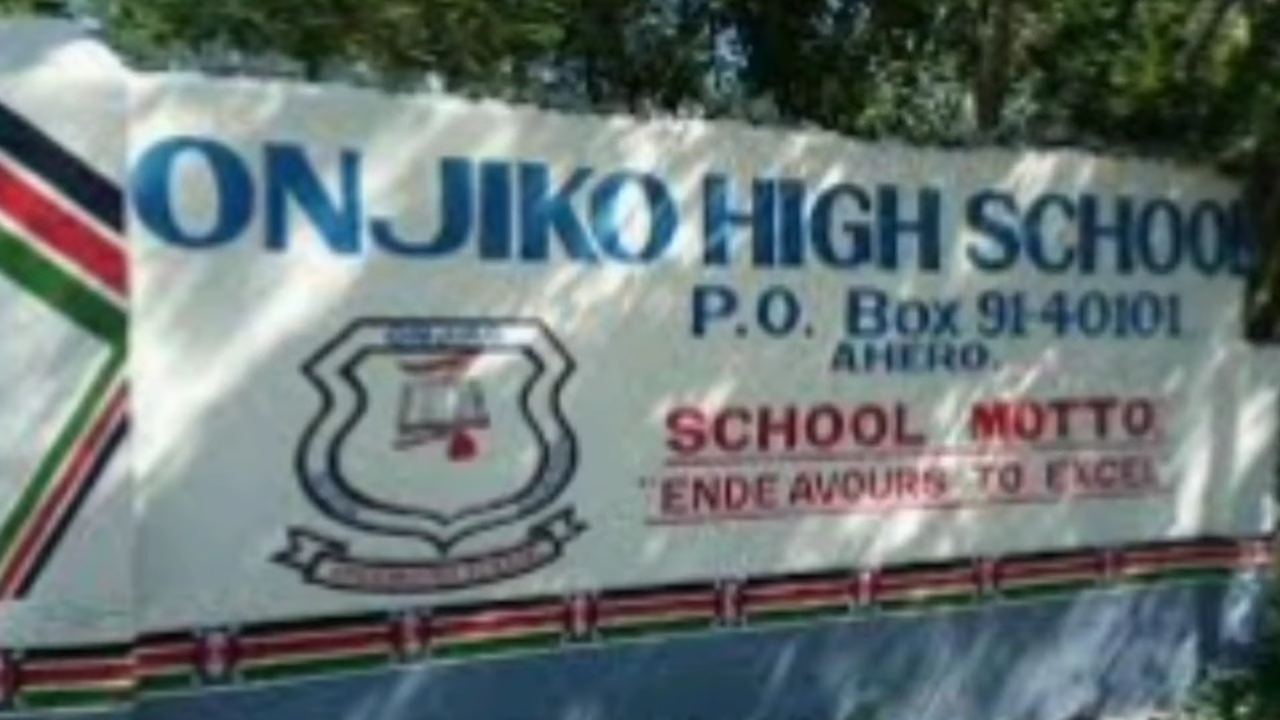 ONJIKO HIGH SCHOOL
P.O. Box 91-40101
AHERO.
SCHOOL MOTTO
"ENDEAVOURS TO EXCEL